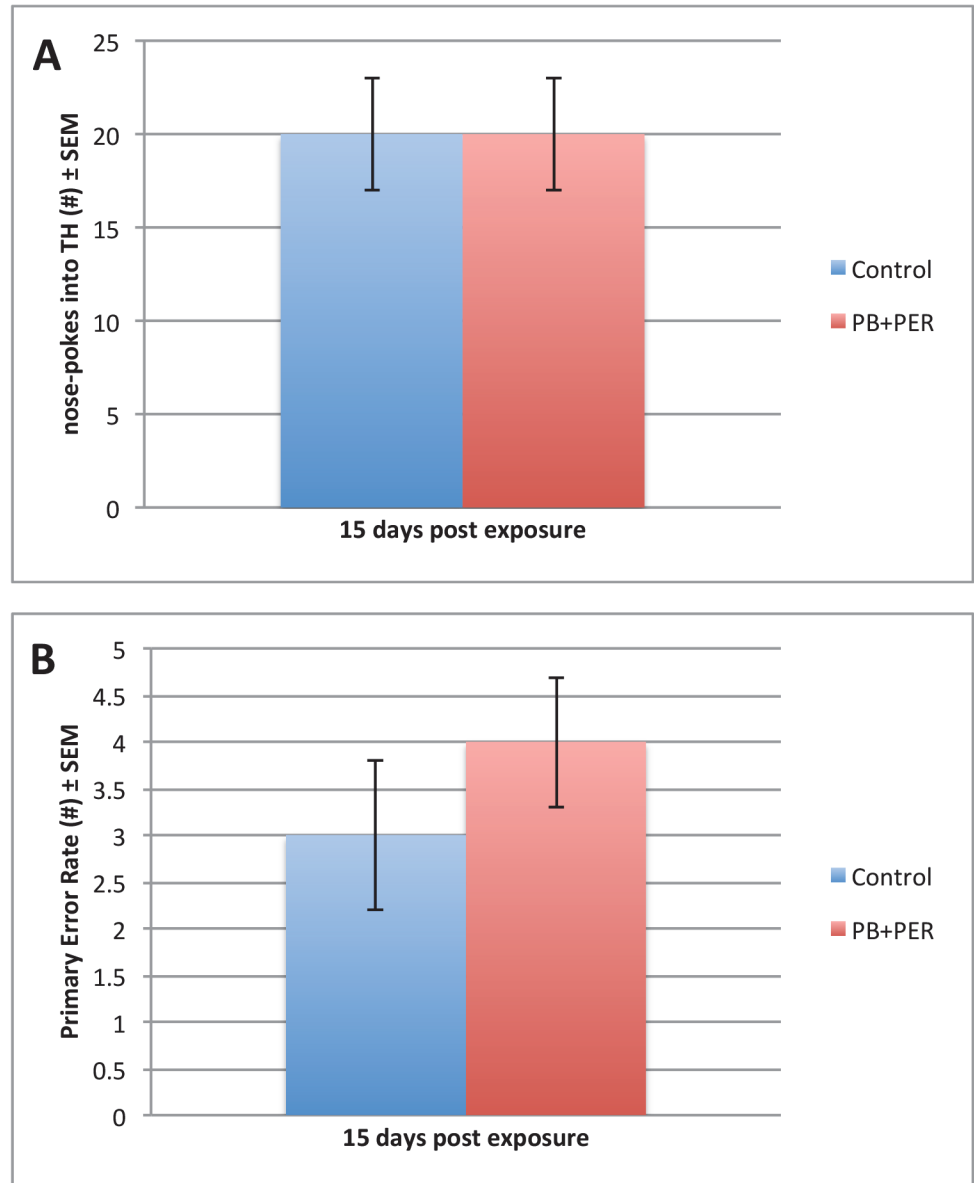 A
nose-pokes into TH (#) ± SEM
25
20
15
10
5
0
15 days post exposure
Control
PB+PER
B
Primary Error Rate (#) ± SEM
5
4.5
4
3.5
3
2.5
2
1.5
1
0.5
0
15 days post exposure
Control
PB+PER